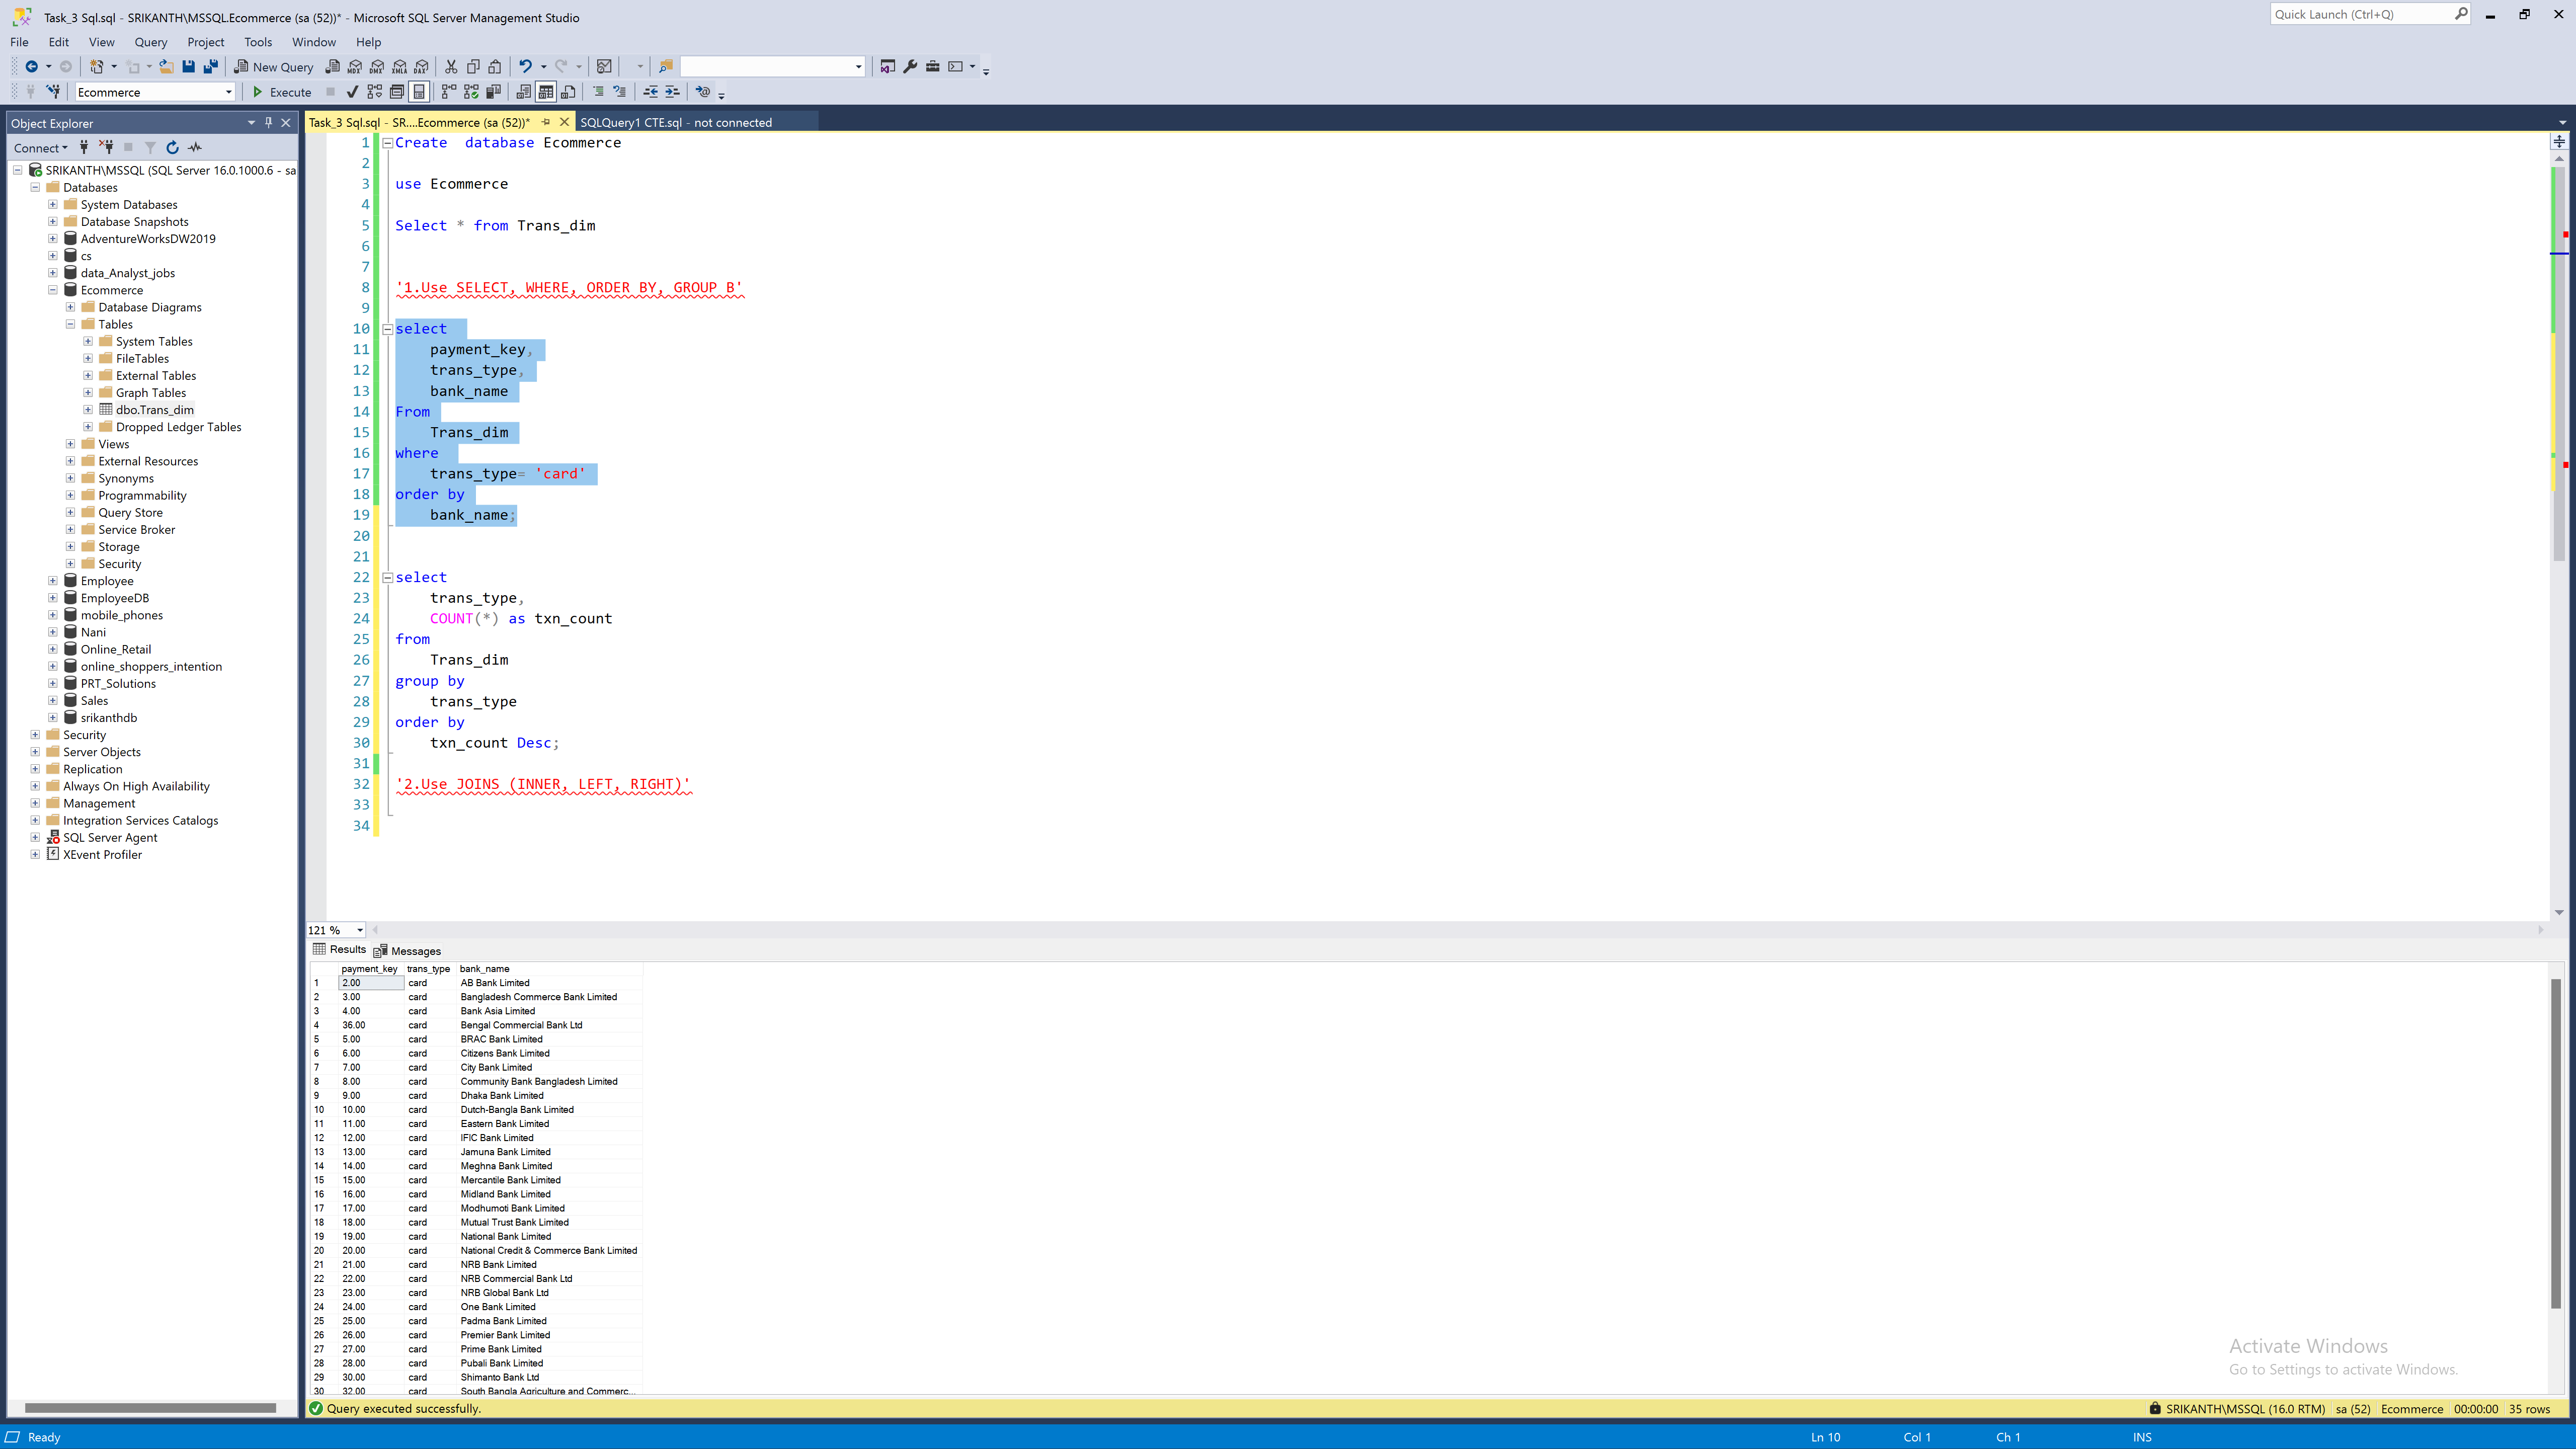 Task_3 Sql.sql - SRIKANTH\MSSQL.Ecommerce (sa (52))* - Microsoft SQL Server Management Studio
Quick Launch (Ctrl+Q)
File Edit View Query Project Tools Window Help
New Query
Ecommerce Execute
Object Explorer
Task_3 Sql.sql - SR....Ecommerce (sa (52))* SQLQuery1 CTE.sql - not connected
Connect
SRIKANTH\MSSQL (SQL Server 16.0.1000.6 - sa
Databases
System Databases
Database Snapshots
AdventureWorksDW2019
cs
data_Analyst_jobs
Ecommerce
Database Diagrams
Tables
System Tables
FileTables
External Tables
Graph Tables
dbo.Trans_dim
Dropped Ledger Tables
Views
External Resources
Synonyms
Programmability
Query Store
Service Broker
Storage
Security
Employee
EmployeeDB
mobile_phones
Nani
Online_Retail
online_shoppers_intention
PRT_Solutions
Sales
srikanthdb
Security
Server Objects
Replication
Always On High Availability
Management
Integration Services Catalogs
SQL Server Agent
XEvent Profiler
1 Create  database Ecommerce
2
3 use Ecommerce
4
5 Select * from Trans_dim
6
7
8 '1.Use SELECT, WHERE, ORDER BY, GROUP B'
9
10 select
11 payment_key,
12 trans_type,
13 bank_name
14 From
15 Trans_dim
16 where
17 trans_type= 'card'
18 order by
19 bank_name;
20
21
22 select
23 trans_type,
24 COUNT(*) as txn_count
25 from
26 Trans_dim
27 group by
28 trans_type
29 order by
30 txn_count Desc;
31
32 '2.Use JOINS (INNER, LEFT, RIGHT)'
33
34
121 %
Results Messages
payment_key trans_type bank_name
1 2.00 card AB Bank Limited
2 3.00 card Bangladesh Commerce Bank Limited
3 4.00 card Bank Asia Limited
4 36.00 card Bengal Commercial Bank Ltd
5 5.00 card BRAC Bank Limited
6 6.00 card Citizens Bank Limited
7 7.00 card City Bank Limited
8 8.00 card Community Bank Bangladesh Limited
9 9.00 card Dhaka Bank Limited
10 10.00 card Dutch-Bangla Bank Limited
11 11.00 card Eastern Bank Limited
12 12.00 card IFIC Bank Limited
13 13.00 card Jamuna Bank Limited
14 14.00 card Meghna Bank Limited
15 15.00 card Mercantile Bank Limited
16 16.00 card Midland Bank Limited
17 17.00 card Modhumoti Bank Limited
18 18.00 card Mutual Trust Bank Limited
19 19.00 card National Bank Limited
20 20.00 card National Credit & Commerce Bank Limited
21 21.00 card NRB Bank Limited
22 22.00 card NRB Commercial Bank Ltd
23 23.00 card NRB Global Bank Ltd
24 24.00 card One Bank Limited
25 25.00 card Padma Bank Limited
26 26.00 card Premier Bank Limited
27 27.00 card Prime Bank Limited
28 28.00 card Pubali Bank Limited
29 30.00 card Shimanto Bank Ltd
30 32.00 card South Bangla Agriculture and Commerc...
Activate Windows
Go to Settings to activate Windows.
Query executed successfully. SRIKANTH\MSSQL (16.0 RTM) sa (52) Ecommerce 00:00:00 35 rows
Ready Ln 10 Col 1 Ch 1 INS